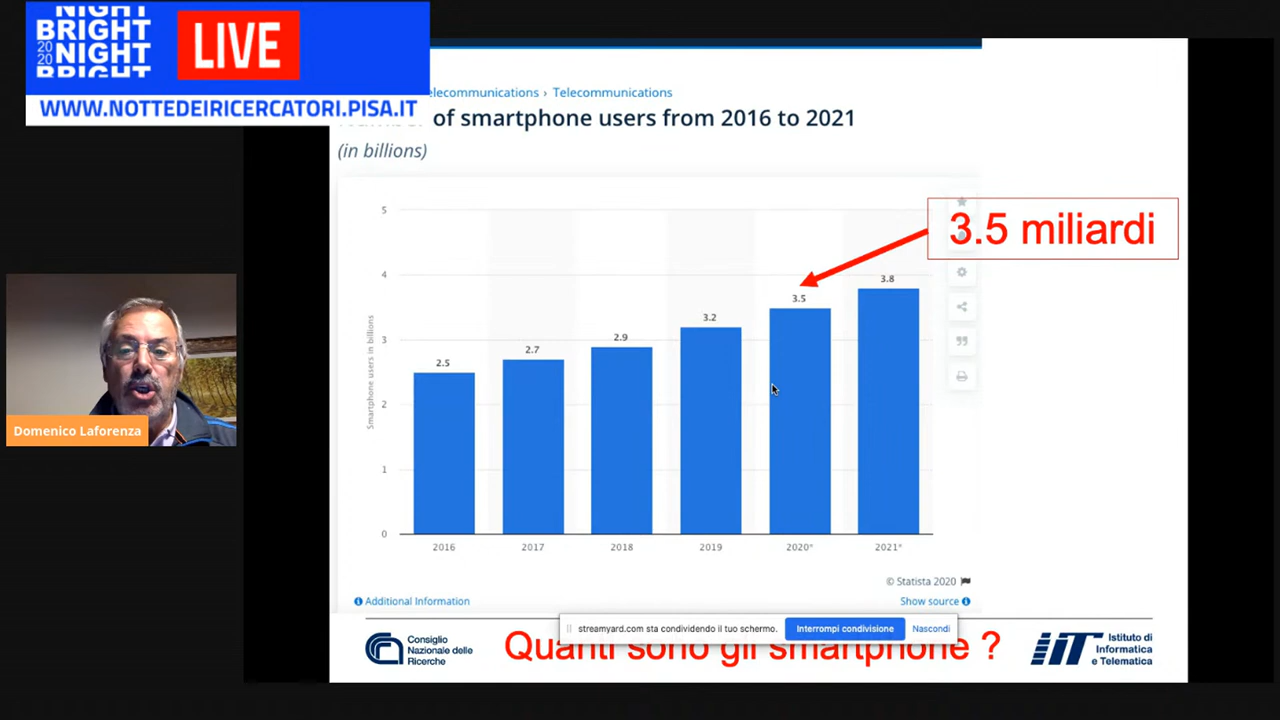 NIGHT
BRIGHT
2020 NIGHT
BRIGHT
LIVE
WWW.NOTTEDEIRICERCATORI.PISA.IT
elecommunications › Telecommunications
of smartphone users from 2016 to 2021
(in billions)
3.5 miliardi
Smartphone users in billions
5
4
3
2
1
0
2.5
2.7
2.9
3.2
3.5
3.8
2016
2017
2018
2019
2020*
2021*
© Statista 2020
Additional Information
Show source
Domenico Laforenza
streamyard.com sta condividendo il tuo schermo.
Interrompi condivisione
Nascondi
Consiglio
Nazionale delle
Ricerche
Quanti sono gli smartphone ?
IIT
Istituto di
Informatica
e Telematica